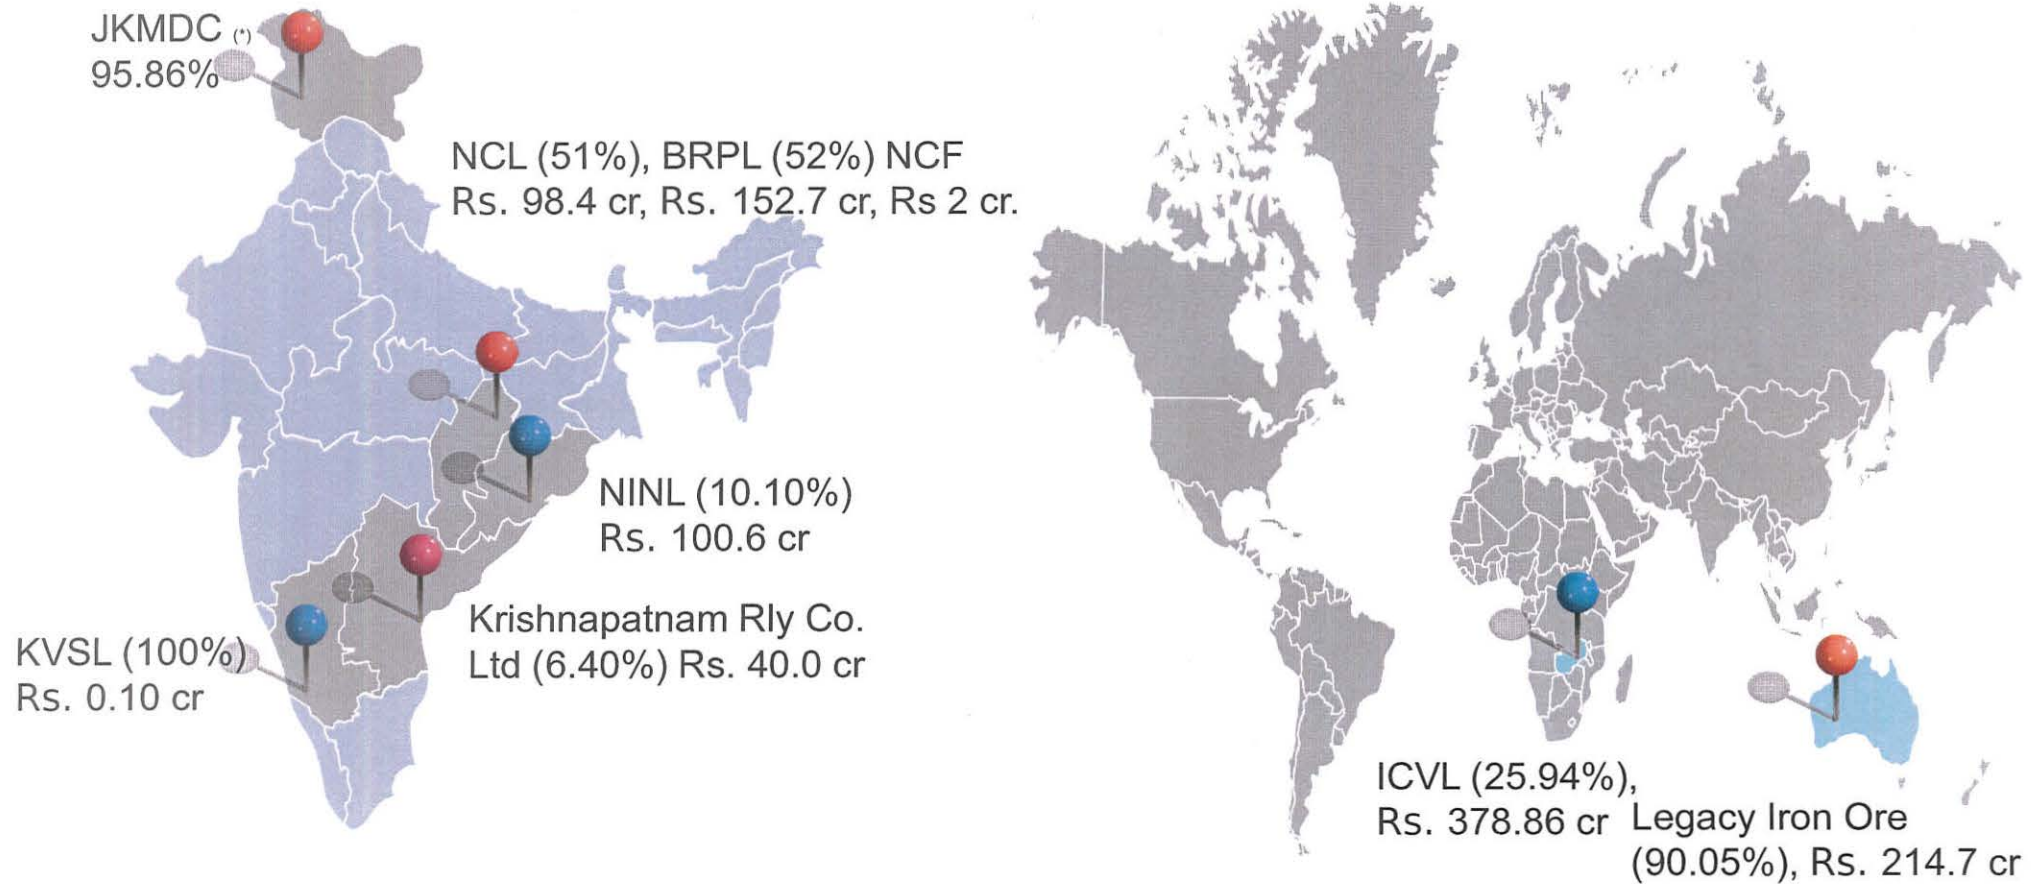 JKMDC (*)
95.86%
NCL (51%), BRPL (52%) NCF
Rs. 98.4 cr, Rs. 152.7 cr, Rs 2 cr.
NINL (10.10%)
Rs. 100.6 cr
Krishnapatnam Rly Co.
Ltd (6.40%) Rs. 40.0 cr
KVSL (100%)
Rs. 0.10 cr
ICVL (25.94%),
Rs. 378.86 cr
Legacy Iron Ore
(90.05%), Rs. 214.7 cr